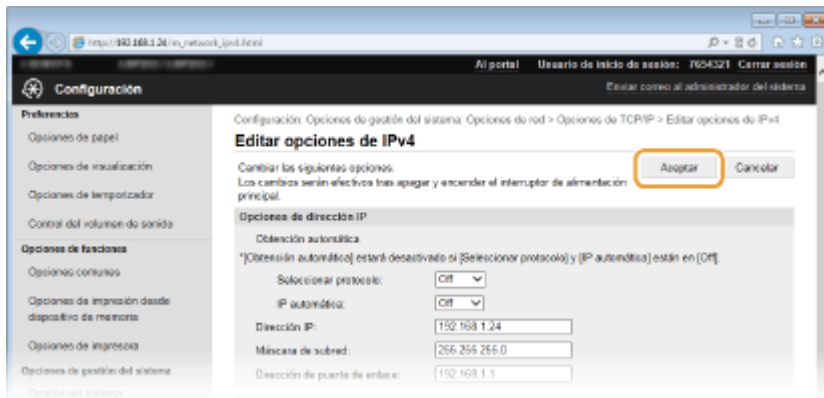 http://192.168.1.24/m_network_ipv4.html
Al portal Usuario de inicio de sesión: 7654321 Cerrar sesión
Configuración
Enviar correo al administrador del sistema
Preferencias
Opciones de papel
Opciones de visualización
Opciones de temporizador
Control del volumen de sonido
Opciones de funciones
Opciones comunes
Opciones de impresión desde
dispositivo de memoria
Opciones de impresora
Opciones de gestión del sistema
Gestión del sistema
Configuración: Opciones de gestión del sistema: Opciones de red > Opciones de TCP/IP > Editar opciones de IPv4
Editar opciones de IPv4
Cambiar las siguientes opciones.
Los cambios serán efectivos tras apagar y encender el interruptor de alimentación
principal.
Aceptar Cancelar
Opciones de dirección IP
Obtención automática
*[Obtención automática] estará desactivado si [Seleccionar protocolo] y [IP automática] están en [Off].
Seleccionar protocolo: Off
IP automática: Off
Dirección IP: 192.168.1.24
Máscara de subred: 255.255.255.0
Dirección de puerta de enlace: 192.168.1.1